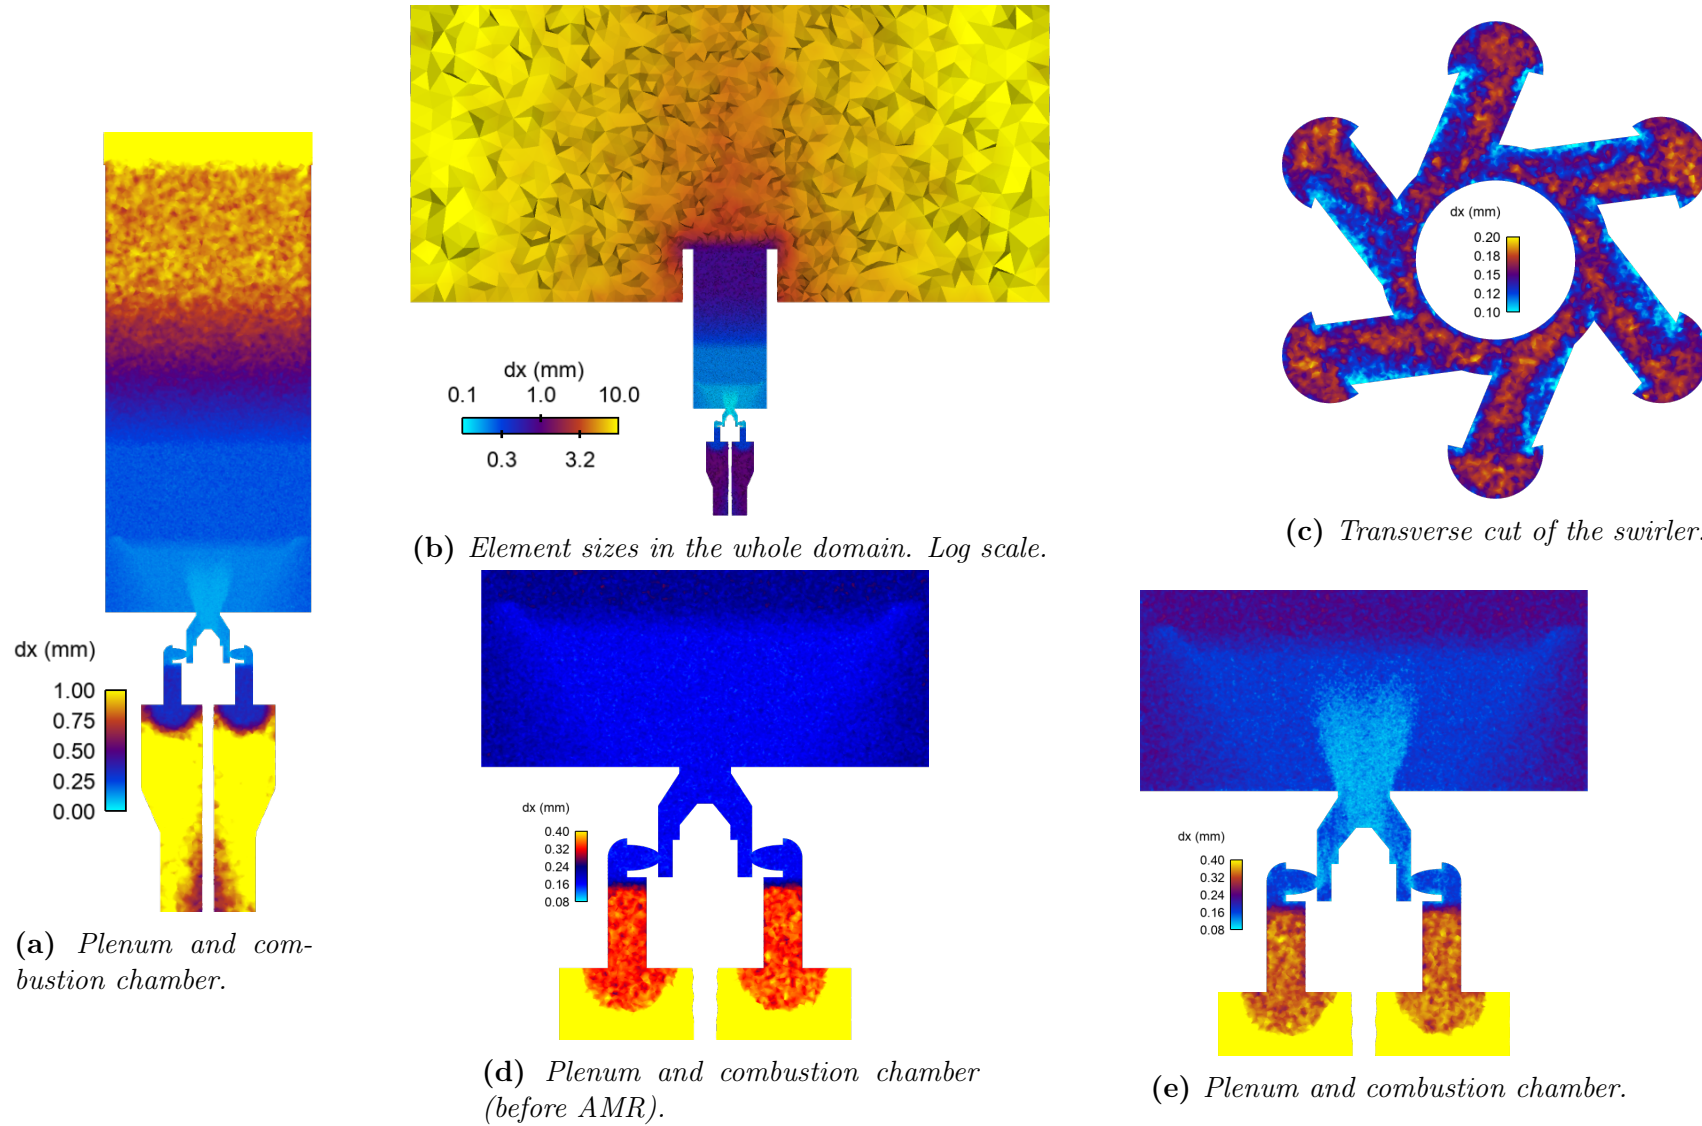 dx (mm)
1.00
0.75
0.50
0.25
0.00
(a) Plenum and com-
bustion chamber.
dx (mm)
0.1 1.0 10.0
0.3 3.2
(b) Element sizes in the whole domain. Log scale.
dx (mm)
0.20
0.18
0.15
0.12
0.10
(c) Transverse cut of the swirler.
dx (mm)
0.40
0.32
0.24
0.16
0.08
(d) Plenum and combustion chamber
(before AMR).
dx (mm)
0.40
0.32
0.24
0.16
0.08
(e) Plenum and combustion chamber.